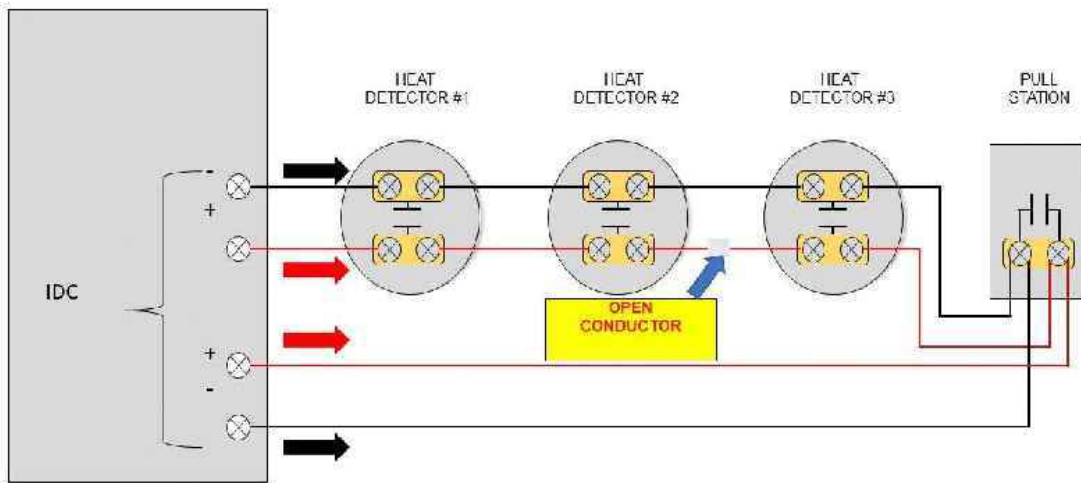 HEAT
DETECTOR #1
HEAT
DETECTOR #2
HEAT
DETECTOR #3
PULL
STATION
-
+
IDC
OPEN
CONDUCTOR
+
-